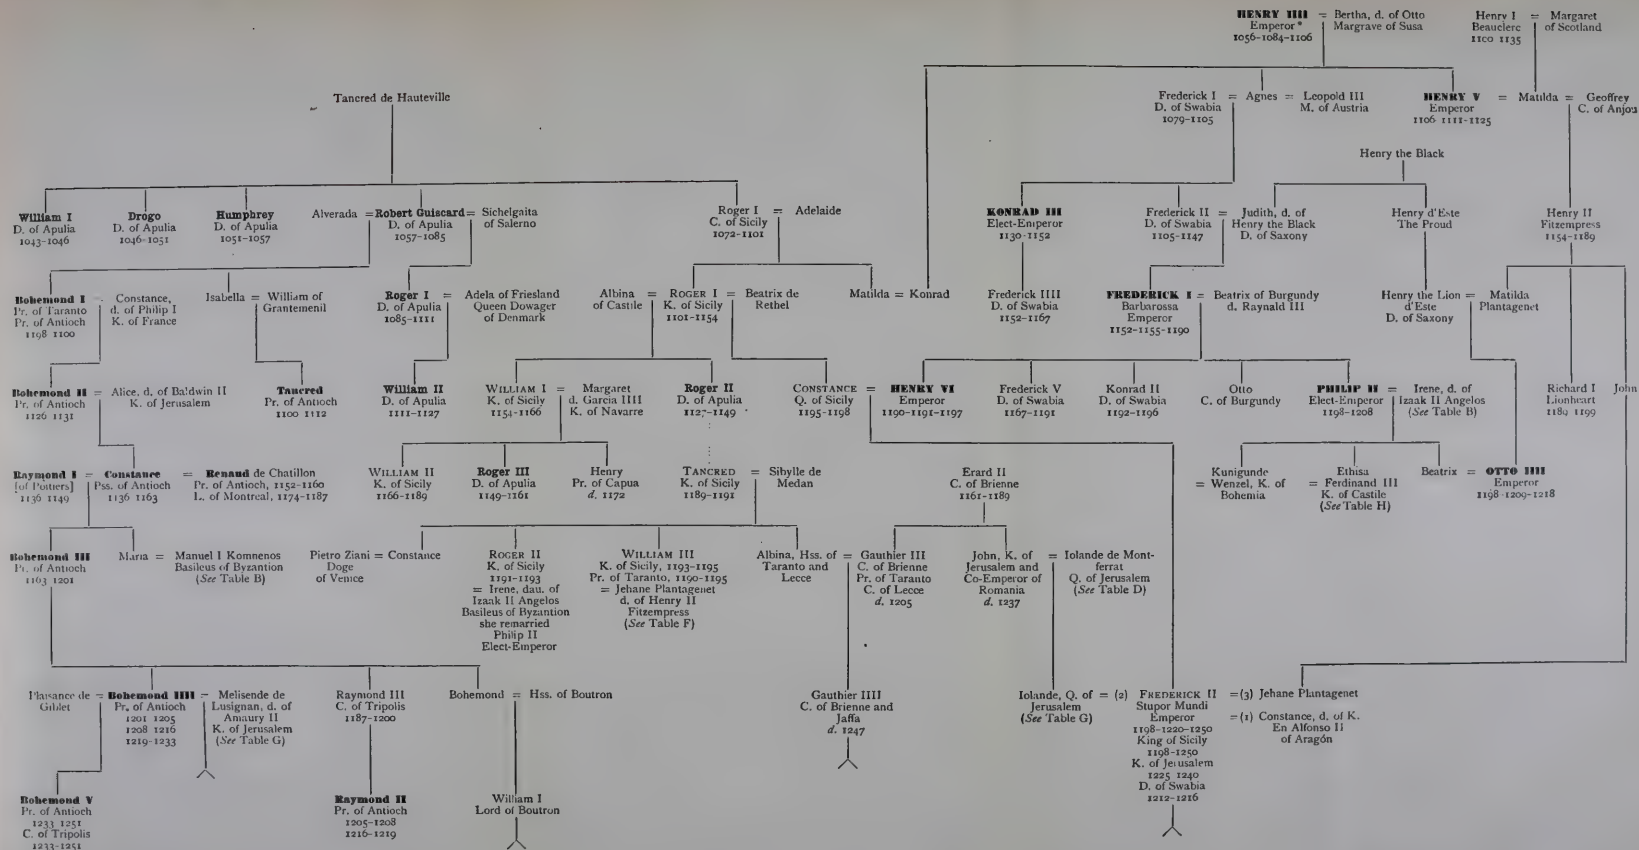 HENRY IIII = Bertha, d. of Otto
Emperor* Margrave of Susa
1056-1084-1106
Henry I = Margaret
Beauclerc of Scotland
1100 1135
Tancred de Hauteville
Frederick I = Agnes = Leopold III
D. of Swabia M. of Austria
1079-1105
HENRY V = Matilda = Geoffrey
Emperor C. of Anjou
1106 1111-1125
Henry the Black
William I
D. of Apulia
1043-1046
Drogo
D. of Apulia
1046-1051
Humphrey
D. of Apulia
1051-1057
Alverada = Robert Guiscard = Sichelgaita
D. of Apulia of Salerno
1057-1085
Roger I = Adelaide
C. of Sicily
1072-1101
KONRAD III
Elect-Emperor
1130-1152
Frederick II = Judith, d. of
D. of Swabia Henry the Black
1105-1147 D. of Saxony
Henry d'Este
The Proud
Henry II
Fitzempress
1154-1189
Bohemond I = Constance,
Pr. of Taranto d. of Philip I
Pr. of Antioch K. of France
1198 1100
Isabella = William of
Grantemenil
Roger I = Adela of Friesland
D. of Apulia Queen Dowager
1085-1111 of Denmark
Albina = ROGER I = Beatrix de
of Castile K. of Sicily Rethel
1101-1154
Matilda = Konrad
Frederick IIII
D. of Swabia
1152-1167
FREDERICK I = Beatrix of Burgundy
Barbarossa d. Raynald III
Emperor
1152-1155-1190
Henry the Lion = Matilda
d'Este Plantagenet
D. of Saxony
Bohemond II = Alice, d. of Baldwin II
Pr. of Antioch K. of Jerusalem
1126 1131
Tancred
Pr. of Antioch
1100 1112
William II
D. of Apulia
1111-1127
WILLIAM I = Margaret
K. of Sicily d. Garcia IIII
1154-1166 K. of Navarre
Roger II
D. of Apulia
1127-1149
CONSTANCE = HENRY VI
Q. of Sicily Emperor
1195-1198 1190-1191-1197
Frederick V
D. of Swabia
1167-1191
Konrad II
D. of Swabia
1192-1196
Otto
C. of Burgundy
PHILIP II = Irene, d. of
Elect-Emperor Izaak II Angelos
1198-1208 (See Table B)
Richard I
Lionheart
1189 1199
John
Raymond I = Constance = Renaud de Chatillon
[of Poitiers] Pss. of Antioch Pr. of Antioch, 1152-1160
1136 1149 1136 1163 L. of Montreal, 1174-1187
WILLIAM II
K. of Sicily
1166-1189
Roger III
D. of Apulia
1149-1161
Henry
Pr. of Capua
d. 1172
TANCRED = Sibylle de
K. of Sicily Medan
1189-1191
Erard II
C. of Brienne
1161-1189
Kunigunde
= Wenzel, K. of
Bohemia
Ethisa
= Ferdinand III
K. of Castile
(See Table H)
Beatrix = OTTO IIII
Emperor
1198-1209-1218
Bohemond III
Pr. of Antioch
1163 1201
Maria = Manuel I Komnenos
Basileus of Byzantion
(See Table B)
Pietro Ziani = Constance
Doge
of Venice
ROGER II
K. of Sicily
1191-1193
= Irene, dau. of
Izaak II Angelos
Basileus of Byzantion
she remarried
Philip II
Elect-Emperor
WILLIAM III
K. of Sicily, 1193-1195
Pr. of Taranto, 1190-1195
= Jehane Plantagenet
d. of Henry II
Fitzempress
(See Table F)
Albina, Hss. of = Gauthier III
Taranto and C. of Brienne
Lecce Pr. of Taranto
C. of Lecce
d. 1205
John, K. of = Iolande de Mont-
Jerusalem and ferrat
Co-Emperor of Q. of Jerusalem
Romania (See Table D)
d. 1237
Plaisance de = Bohemond IIII = Melisende de
Giblet Pr. of Antioch Lusignan, d. of
1201 1205 Amaury II
1208 1216 K. of Jerusalem
1219-1233 (See Table G)
Raymond III
C. of Tripolis
1187-1200
Bohemond = Hss. of Boutron
Gauthier IIII
C. of Brienne and
Jaffa
d. 1247
Iolande, Q. of = (2) FREDERICK II =(3) Jehane Plantagenet
Jerusalem Stupor Mundi
(See Table G) Emperor =(1) Constance, d. of K.
1198-1220-1250 En Alfonso II
King of Sicily of Aragón
1198-1250
K. of Jerusalem
1225 1240
D. of Swabia
1212-1216
Bohemond V
Pr. of Antioch
1233 1251
C. of Tripolis
1233-1251
Raymond II
Pr. of Antioch
1205-1208
1216-1219
William I
Lord of Boutron